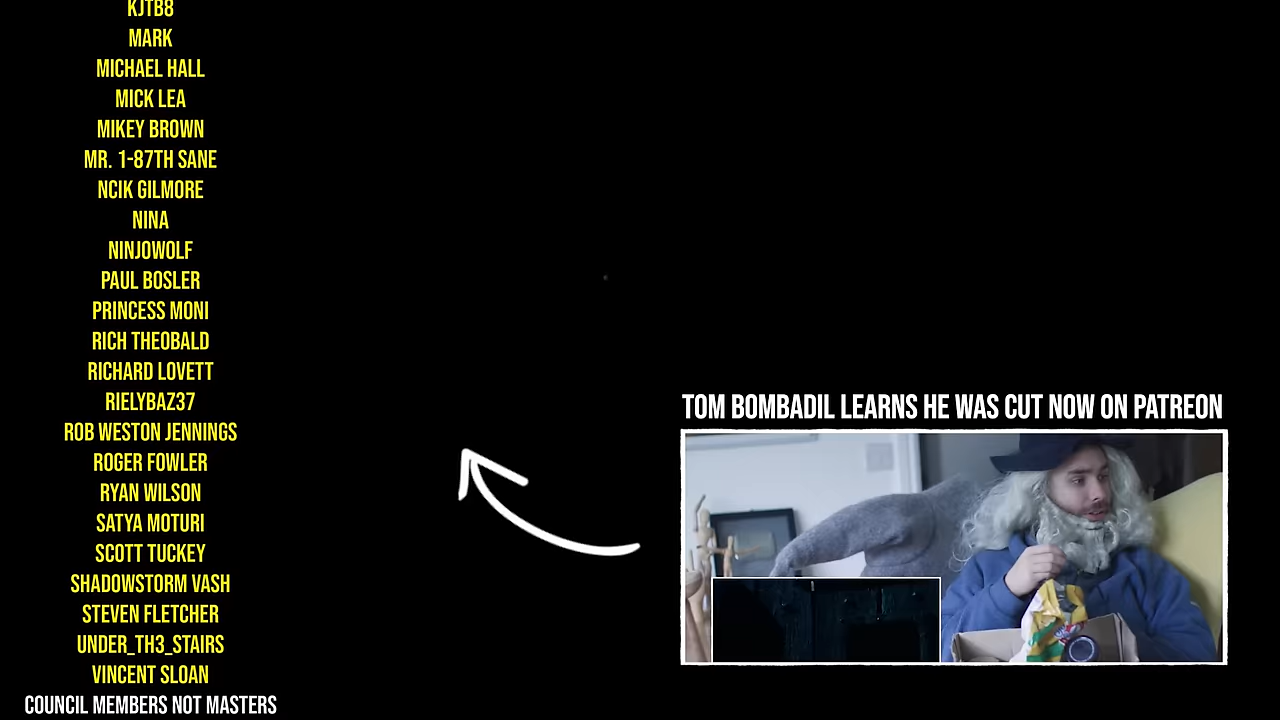 KJTB8
MARK
MICHAEL HALL
MICK LEA
MIKEY BROWN
MR. 1-87TH SANE
NCIK GILMORE
NINA
NINJOWOLF
PAUL BOSLER
PRINCESS MONI
RICH THEOBALD
RICHARD LOVETT
RIELYBAZ37
ROB WESTON JENNINGS
ROGER FOWLER
RYAN WILSON
SATYA MOTURI
SCOTT TUCKEY
SHADOWSTORM VASH
STEVEN FLETCHER
UNDER_TH3_STAIRS
VINCENT SLOAN
COUNCIL MEMBERS NOT MASTERS
TOM BOMBADIL LEARNS HE WAS CUT NOW ON PATREON